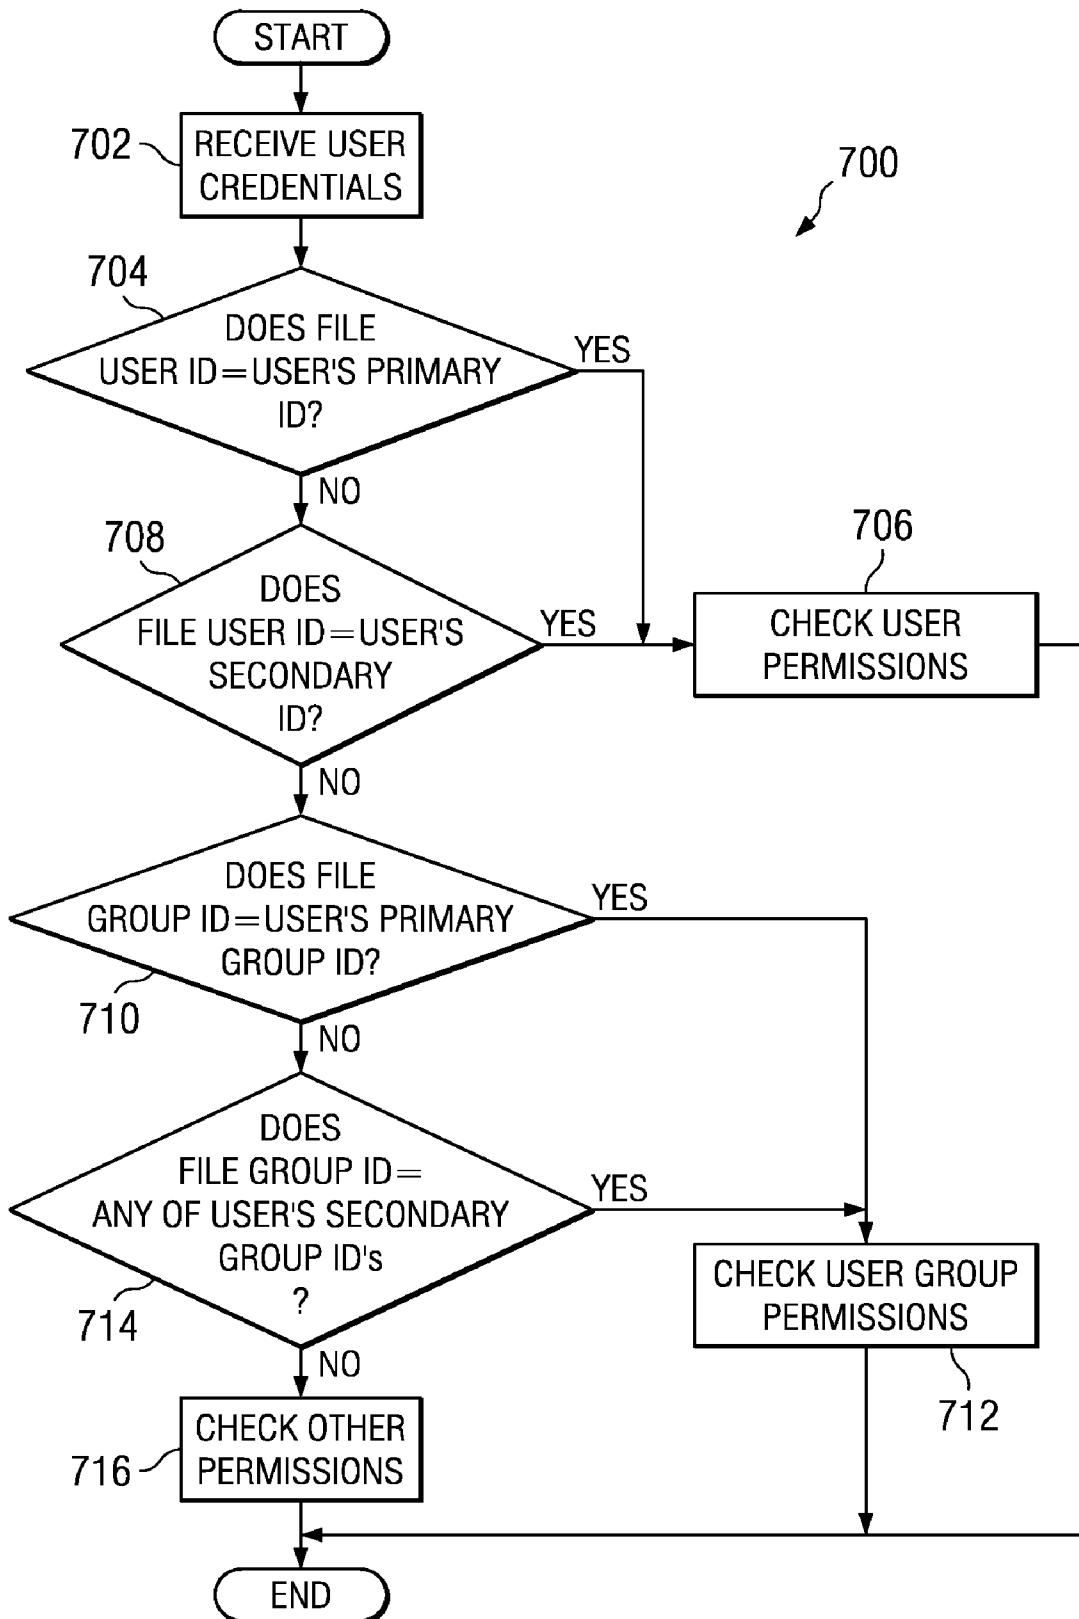 START
702
RECEIVE USER
CREDENTIALS
700
704
DOES FILE
USER ID=USER'S PRIMARY
ID?
YES
NO
708
DOES
FILE USER ID=USER'S
SECONDARY
ID?
YES
706
CHECK USER
PERMISSIONS
NO
DOES FILE
GROUP ID=USER'S PRIMARY
GROUP ID?
YES
710
NO
DOES
FILE GROUP ID=
ANY OF USER'S SECONDARY
GROUP ID's
?
YES
714
CHECK USER GROUP
PERMISSIONS
712
NO
716
CHECK OTHER
PERMISSIONS
END